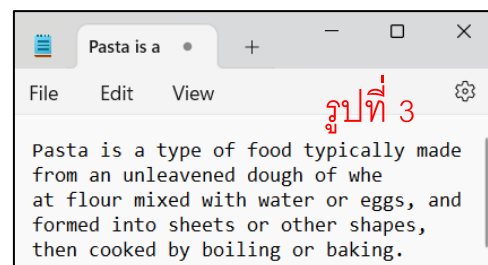 Pasta is a
File Edit View
รูปที่ 3
Pasta is a type of food typically made
from an unleavened dough of whe
at flour mixed with water or eggs, and
formed into sheets or other shapes,
then cooked by boiling or baking.